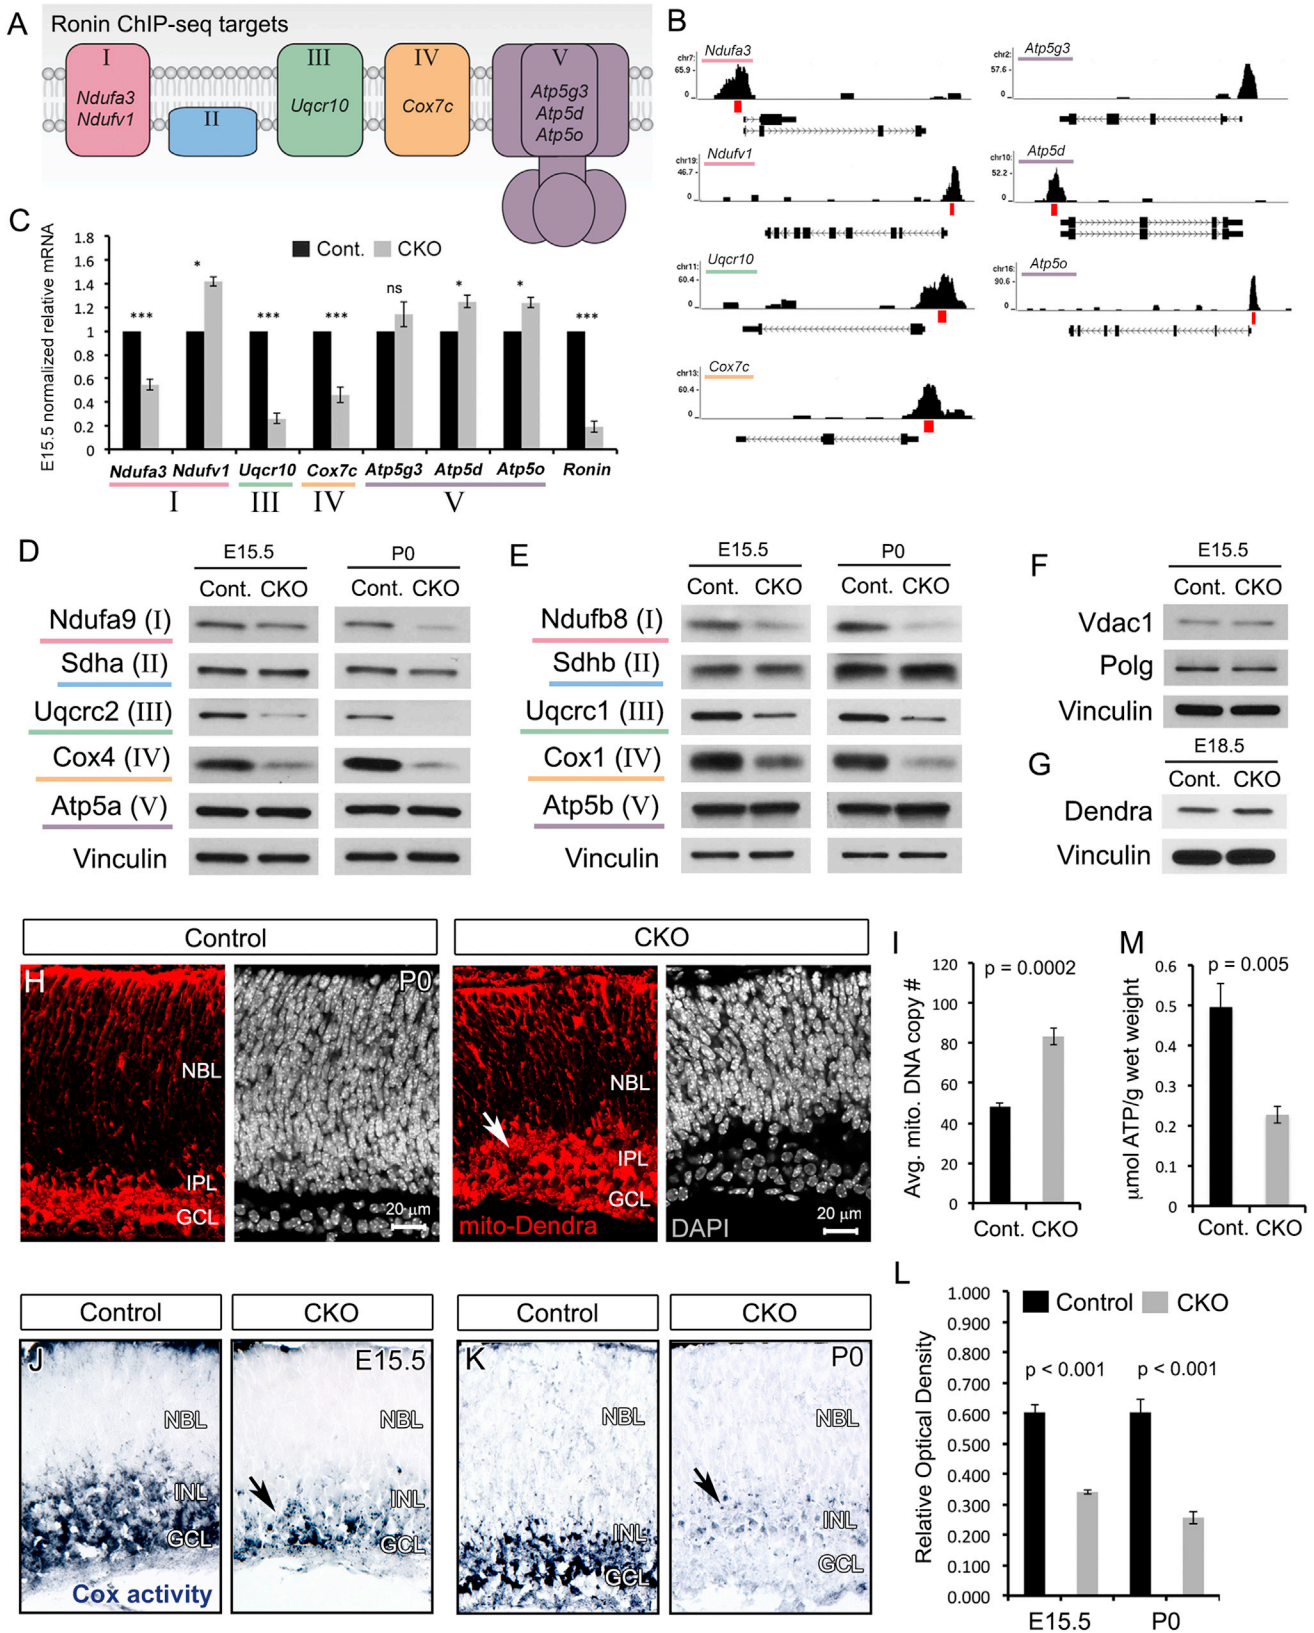 A
Ronin ChIP-seq targets
I
Ndufa3
Ndufv1
II
III
Uqcr10
IV
Cox7c
V
Atp5g3
Atp5d
Atp5o
B
Ndufa3
chr7:
65.9
0
Atp5g3
chr2:
57.6
0
Ndufv1
chr19:
46.7
0
Atp5d
chr10:
52.2
0
Uqcr10
chr11:
60.4
0
Atp5o
chr16:
90.6
0
Cox7c
chr13:
60.4
0
C
E15.5 normalized relative mRNA
1.8
1.6
1.4
1.2
1
0.8
0.6
0.4
0.2
0
Cont. CKO
*** * *** *** ns * * ***
Ndufa3 Ndufv1 Uqcr10 Cox7c Atp5g3 Atp5d Atp5o Ronin
I III IV V
D
E15.5 P0
Cont. CKO Cont. CKO
Ndufa9 (I)
Sdha (II)
Uqcrc2 (III)
Cox4 (IV)
Atp5a (V)
Vinculin
E
E15.5 P0
Cont. CKO Cont. CKO
Ndufb8 (I)
Sdhb (II)
Uqcrc1 (III)
Cox1 (IV)
Atp5b (V)
Vinculin
F
E15.5
Cont. CKO
Vdac1
Polg
Vinculin
G
E18.5
Cont. CKO
Dendra
Vinculin
Control CKO
H P0
NBL
IPL
GCL
20 µm
NBL
IPL
GCL
mito-Dendra
DAPI
20 µm
I
p = 0.0002
Avg. mito. DNA copy #
120
100
80
60
40
20
0
Cont. CKO
M
p = 0.005
µmol ATP/g wet weight
0.6
0.5
0.4
0.3
0.2
0.1
0
Cont. CKO
Control CKO Control CKO
J
NBL
INL
GCL
Cox activity
E15.5
NBL
INL
GCL
K
NBL
INL
GCL
P0
NBL
INL
GCL
L
Relative Optical Density
1.000
0.900
0.800
0.700
0.600
0.500
0.400
0.300
0.200
0.100
0.000
Control CKO
p < 0.001 p < 0.001
E15.5 P0